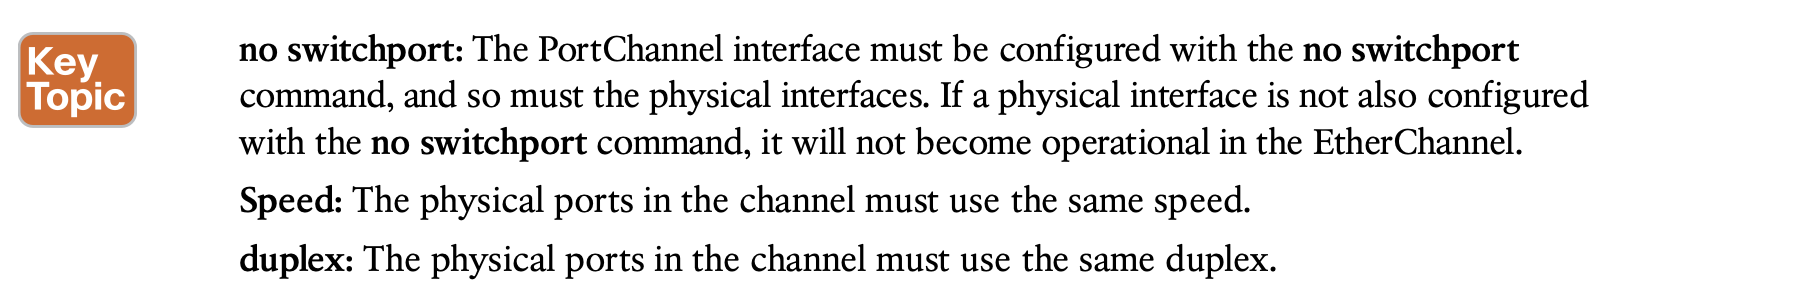 Key
Topic
no switchport: The PortChannel interface must be configured with the no switchport
command, and so must the physical interfaces. If a physical interface is not also configured
with the no switchport command, it will not become operational in the EtherChannel.
Speed: The physical ports in the channel must use the same speed.
duplex: The physical ports in the channel must use the same duplex.